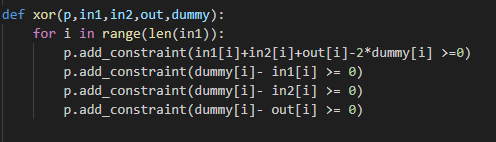 def xor(p,in1,in2,out,dummy):
    for i in range(len(in1)):
        p.add_constraint(in1[i]+in2[i]+out[i]-2*dummy[i] >=0)
        p.add_constraint(dummy[i]- in1[i] >= 0)
        p.add_constraint(dummy[i]- in2[i] >= 0)
        p.add_constraint(dummy[i]- out[i] >= 0)